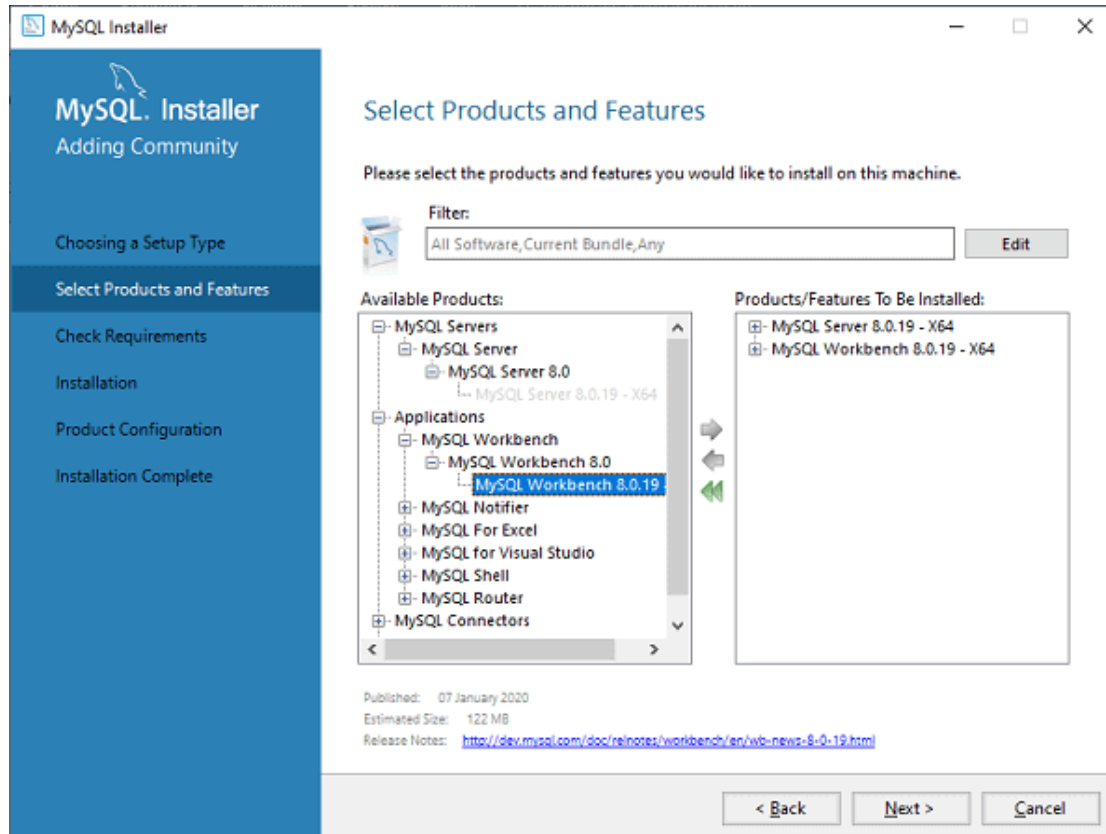 MySQL Installer
MySQL. Installer
Adding Community
Choosing a Setup Type
Select Products and Features
Check Requirements
Installation
Product Configuration
Installation Complete
Select Products and Features
Please select the products and features you would like to install on this machine.
Filter:
All Software,Current Bundle,Any
Edit
Available Products:
MySQL Servers
MySQL Server
MySQL Server 8.0
MySQL Server 8.0.19 - X64
Applications
MySQL Workbench
MySQL Workbench 8.0
MySQL Workbench 8.0.19 -
MySQL Notifier
MySQL For Excel
MySQL for Visual Studio
MySQL Shell
MySQL Router
MySQL Connectors
Products/Features To Be Installed:
MySQL Server 8.0.19 - X64
MySQL Workbench 8.0.19 - X64
Published: 07 January 2020
Estimated Size: 122 MB
Release Notes: http://dev.mysql.com/doc/relnotes/workbench/en/wb-news-8-0-19.html
< Back
Next >
Cancel